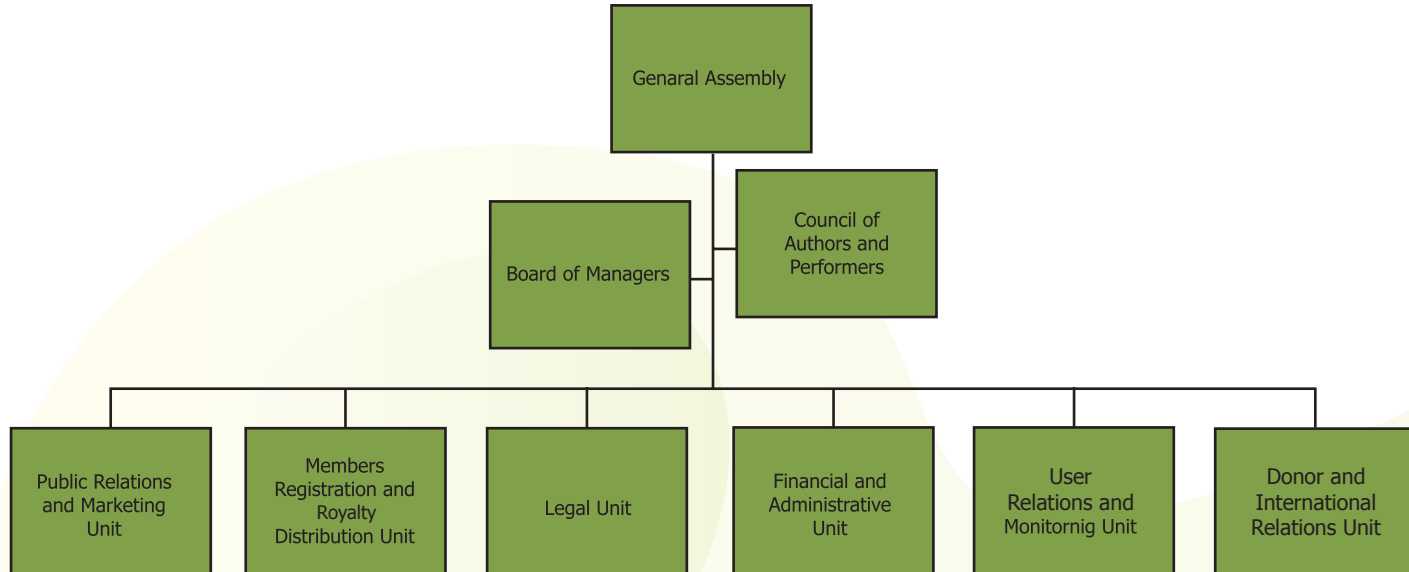 Genaral Assembly
Council of
Authors and
Performers
Board of Managers
Public Relations
and Marketing
Unit
Members
Registration and
Royalty
Distribution Unit
Legal Unit
Financial and
Administrative
Unit
User
Relations and
Monitornig Unit
Donor and
International
Relations Unit